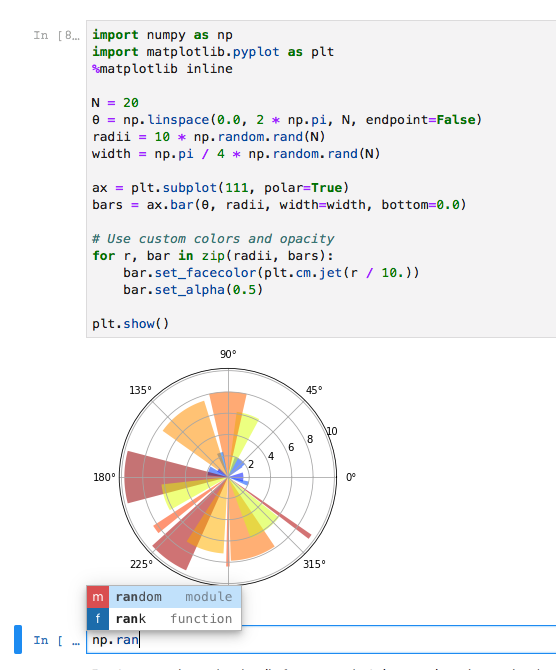 In [8…
import numpy as np
import matplotlib.pyplot as plt
%matplotlib inline
N = 20
θ = np.linspace(0.0, 2 * np.pi, N, endpoint=False)
radii = 10 * np.random.rand(N)
width = np.pi / 4 * np.random.rand(N)
ax = plt.subplot(111, polar=True)
bars = ax.bar(θ, radii, width=width, bottom=0.0)
# Use custom colors and opacity
for r, bar in zip(radii, bars):
    bar.set_facecolor(plt.cm.jet(r / 10.))
    bar.set_alpha(0.5)
plt.show()
90°
135° 45°
10
8
6
4
2
180° 0°
225° 315°
m random module
f rank function
In [ …
np.ran